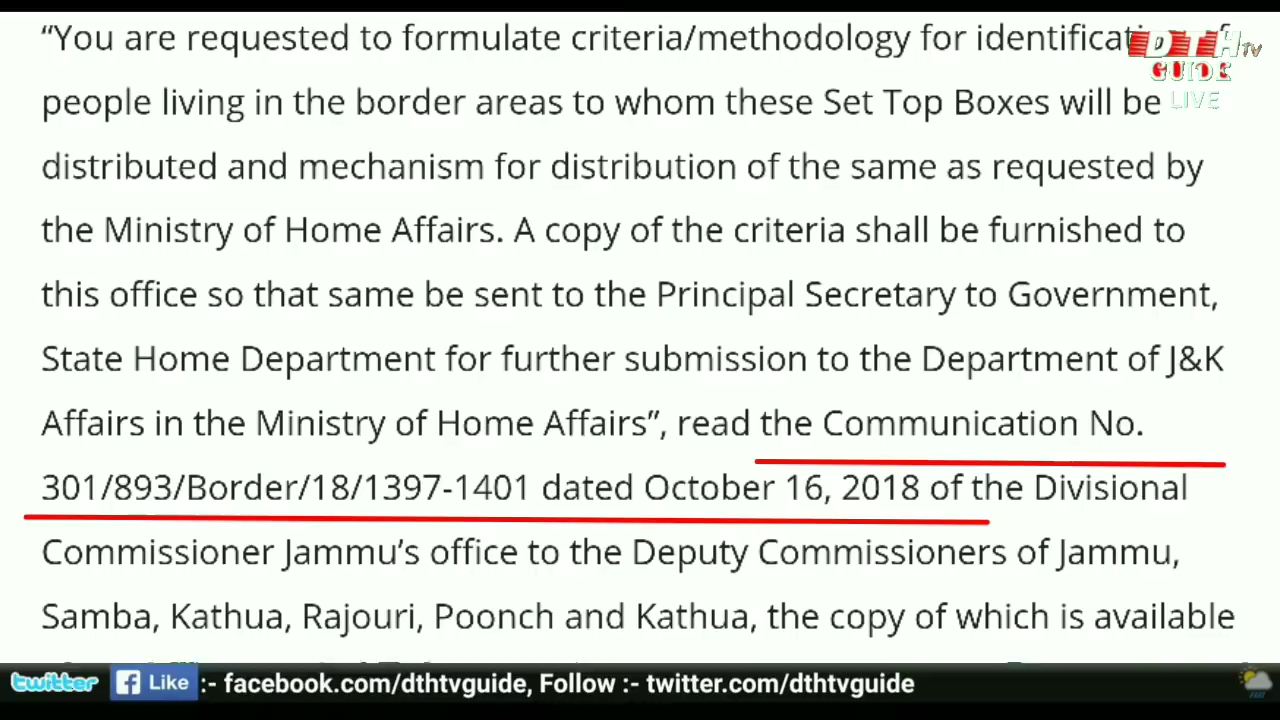 “You are requested to formulate criteria/methodology for
people living in the border areas to whom these Set Top Boxes will be
distributed and mechanism for distribution of the same as requested by
the Ministry of Home Affairs. A copy of the criteria shall be furnished to
this office so that same be sent to the Principal Secretary to Government,
State Home Department for further submission to the Department of J&K
Affairs in the Ministry of Home Affairs”, read the Communication No.
301/893/Border/18/1397-1401 dated October 16, 2018 of the Divisional
Commissioner Jammu’s office to the Deputy Commissioners of Jammu,
Samba, Kathua, Rajouri, Poonch and Kathua, the copy of which is available
DTH TV
GUIDE
LIVE
twitter f Like :- facebook.com/dthtvguide, Follow :- twitter.com/dthtvguide